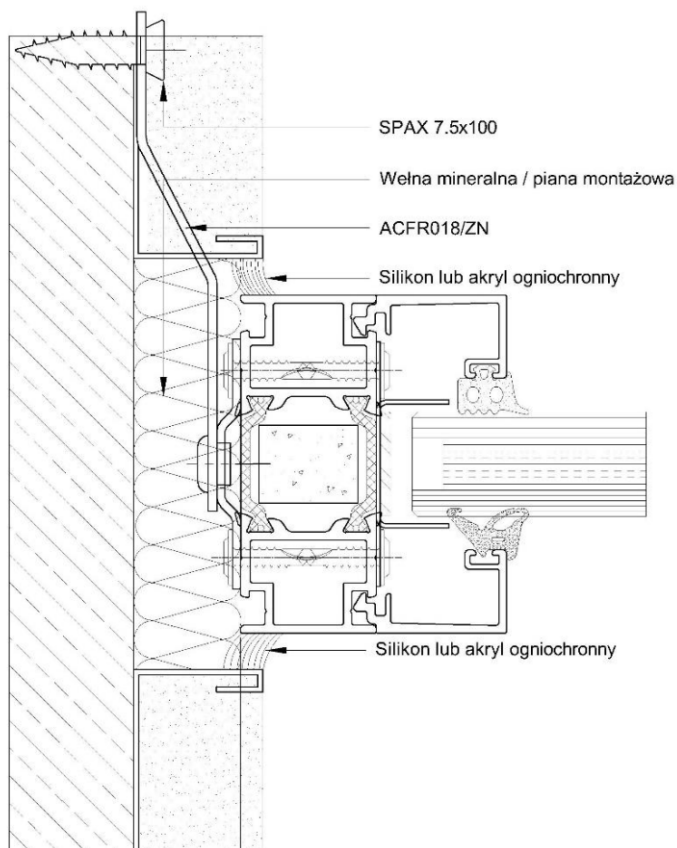 SPAX 7.5x100
Wełna mineralna / piana montażowa
ACFR018/ZN
Silikon lub akryl ogniochronny
Silikon lub akryl ogniochronny